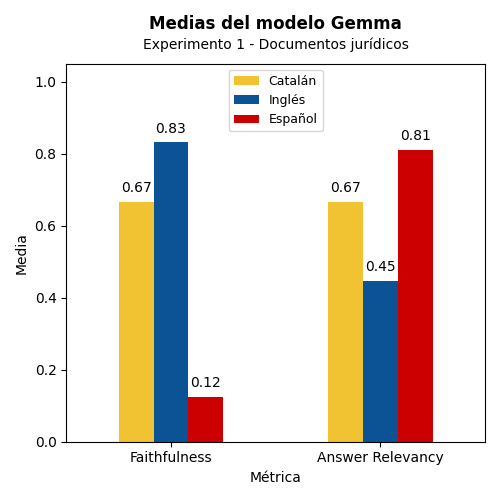 Medias del modelo Gemma
Experimento 1 - Documentos jurídicos
Catalán
Inglés
Español
1.0
0.8
0.6
0.4
0.2
0.0
Media
0.67
0.83
0.12
0.67
0.45
0.81
Faithfulness
Answer Relevancy
Métrica